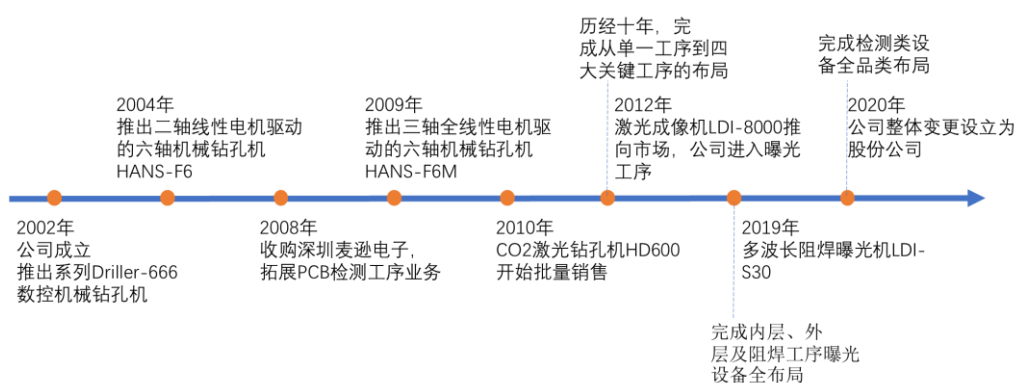 历经十年，完
成从单一工序到四
大关键工序的布局
完成检测类设
备全品类布局
2004年
推出二轴线性电机驱动
的六轴机械钻孔机
HANS-F6
2009年
推出三轴全线性电机驱
动的六轴机械钻孔机
HANS-F6M
2012年
激光成像机LDI-8000推
向市场，公司进入曝光
工序
2020年
公司整体变更设立为
股份公司
2002年
公司成立
推出系列Driller-666
数控机械钻孔机
2008年
收购深圳麦逊电子，
拓展PCB检测工序业务
2010年
CO2激光钻孔机HD600
开始批量销售
2019年
多波长阻焊曝光机LDI-
S30
完成内层、外
层及阻焊工序曝光
设备全布局